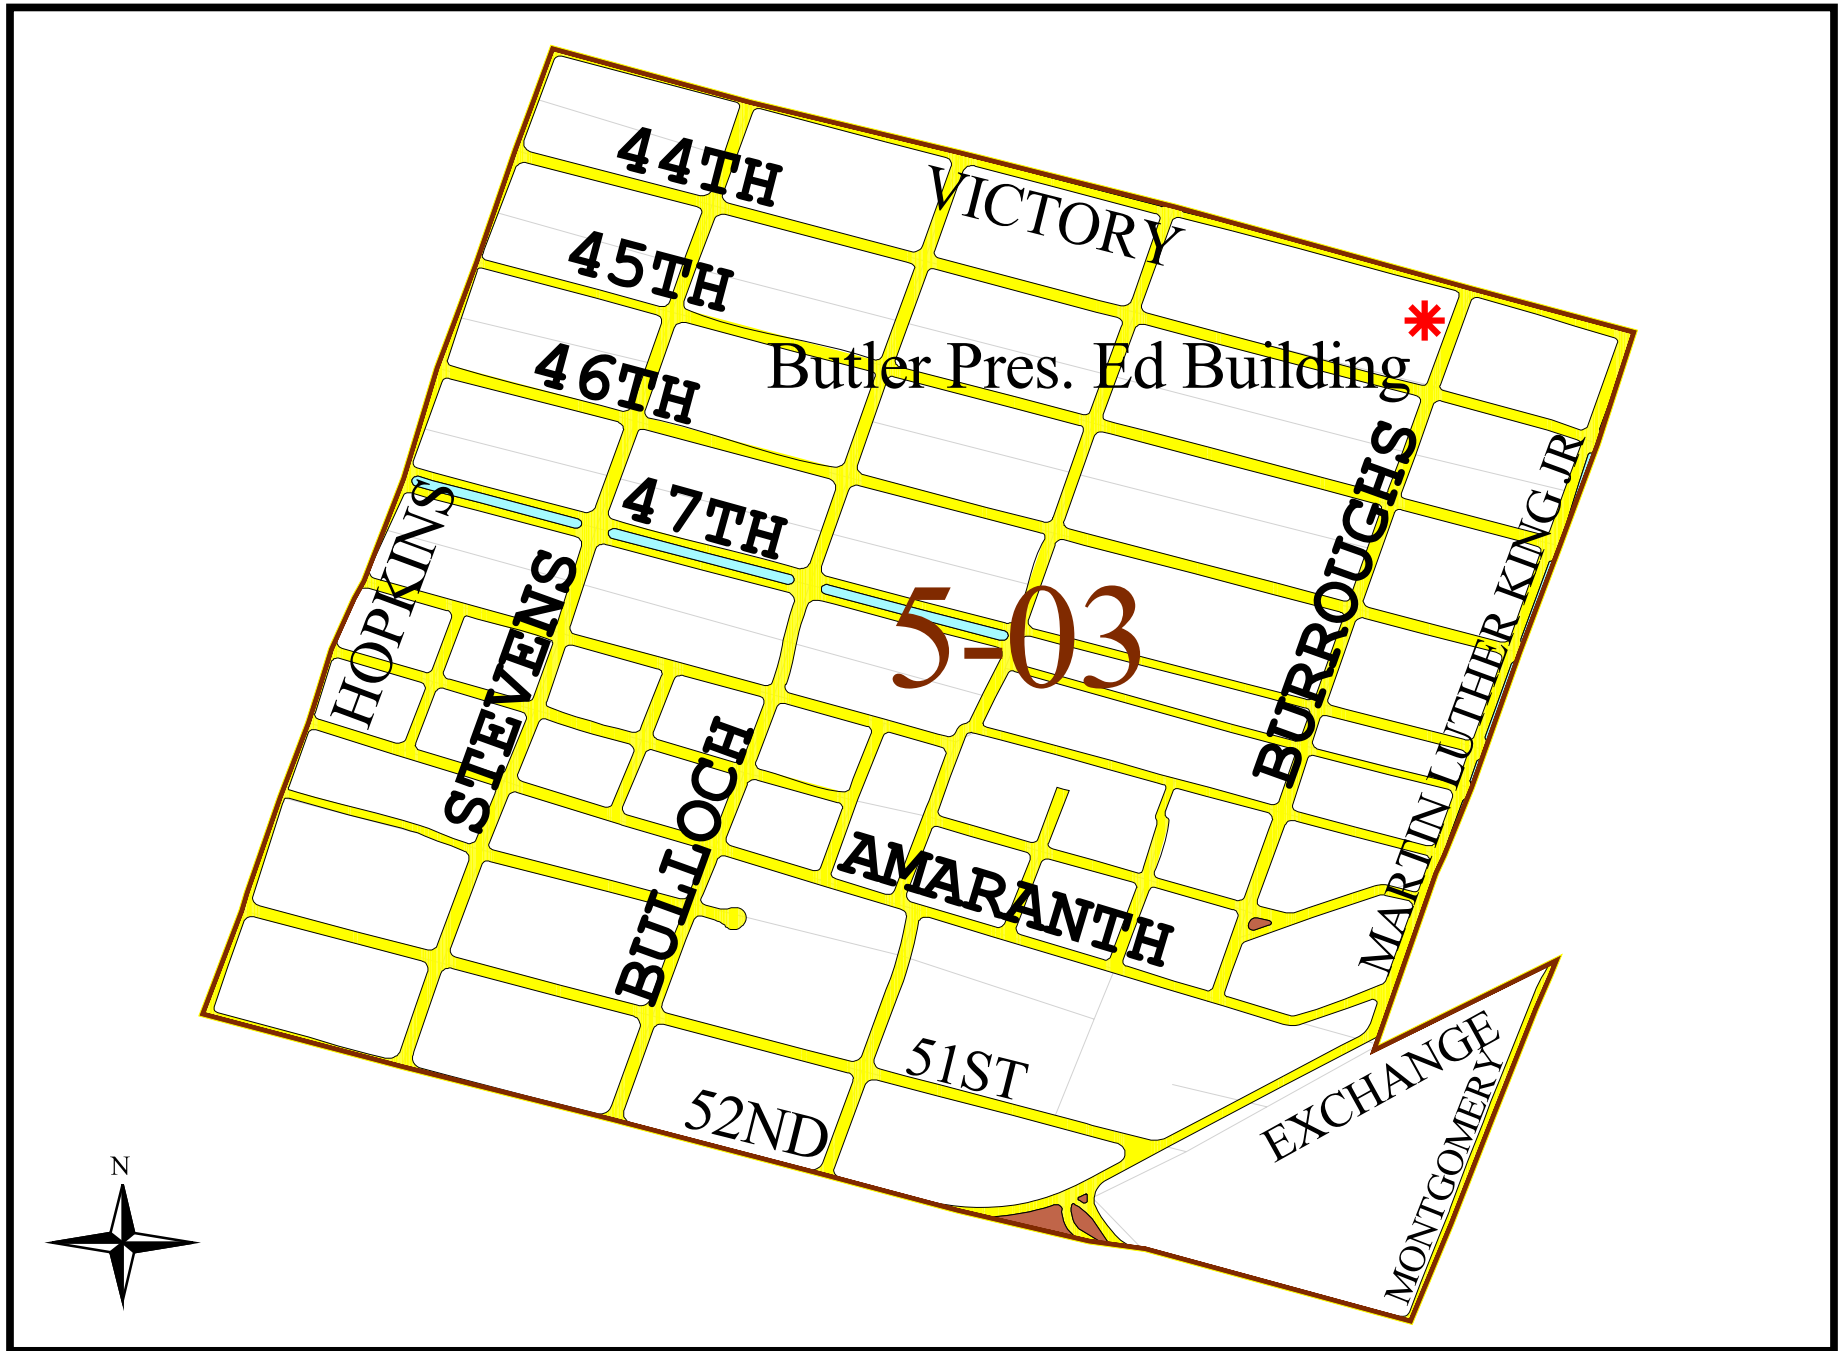 44TH
VICTORY
45TH
Butler Pres. Ed Building
46TH
47TH
BURROUGHS
MARTIN LUTHER KING JR
HOPKINS
STEVENS
5-03
BULLOCH
AMARANTH
51ST
EXCHANGE
52ND
MONTGOMERY
N